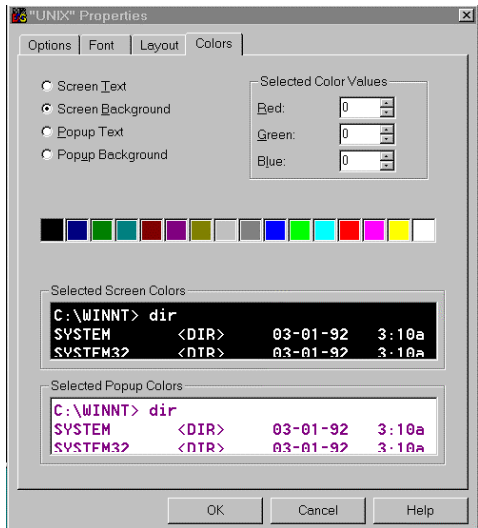 "UNIX" Properties
Options Font Layout Colors
Screen Text
Screen Background
Popup Text
Popup Background
Selected Color Values
Red: 0
Green: 0
Blue: 0
Selected Screen Colors
C:\WINNT> dir
SYSTEM <DIR> 03-01-92 3:10a
SYSTEM32 <DIR> 03-01-92 3:10a
Selected Popup Colors
C:\WINNT> dir
SYSTEM <DIR> 03-01-92 3:10a
SYSTEM32 <DIR> 03-01-92 3:10a
OK Cancel Help